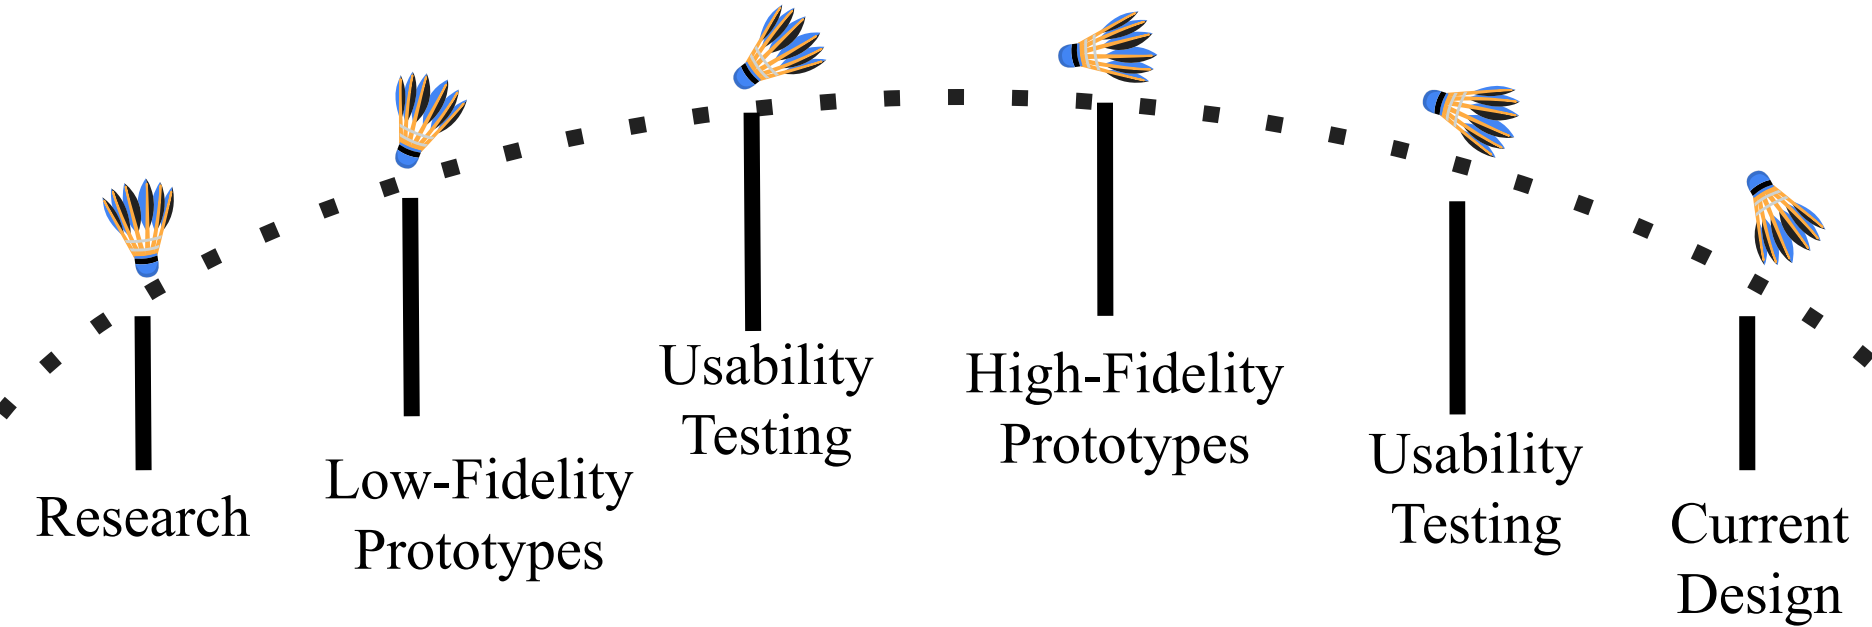 Research
Low-Fidelity
Prototypes
Usability
Testing
High-Fidelity
Prototypes
Usability
Testing
Current
Design